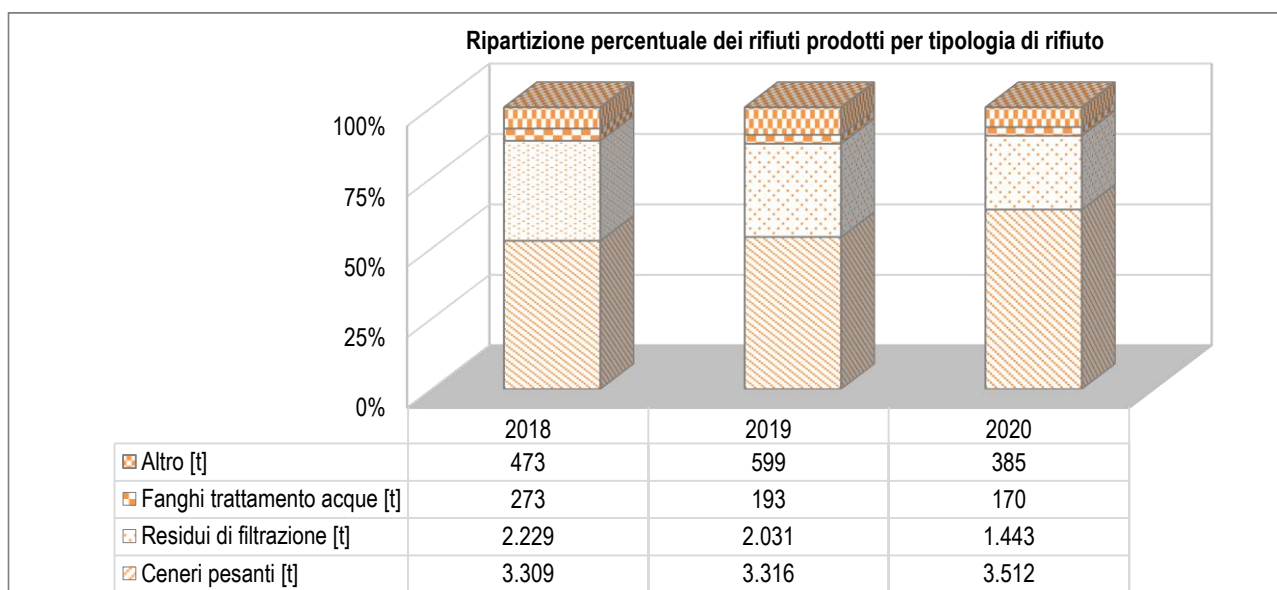 Ripartizione percentuale dei rifiuti prodotti per tipologia di rifiuto
100%
75%
50%
25%
0%
2018 2019 2020
Altro [t] 473 599 385
Fanghi trattamento acque [t] 273 193 170
Residui di filtrazione [t] 2.229 2.031 1.443
Ceneri pesanti [t] 3.309 3.316 3.512